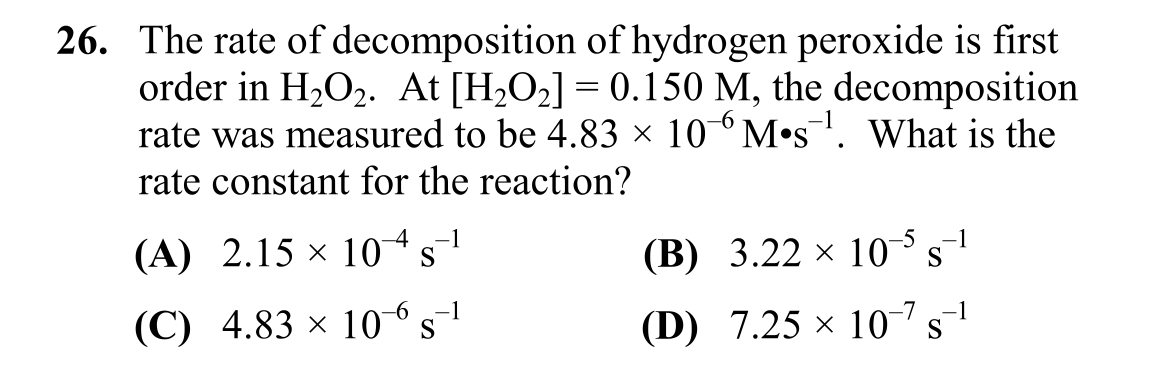 26. The rate of decomposition of hydrogen peroxide is first
order in H₂O₂. At [H₂O₂] = 0.150 M, the decomposition
rate was measured to be 4.83 × 10⁻⁶ M•s⁻¹. What is the
rate constant for the reaction?
(A) 2.15 × 10⁻⁴ s⁻¹ (B) 3.22 × 10⁻⁵ s⁻¹
(C) 4.83 × 10⁻⁶ s⁻¹ (D) 7.25 × 10⁻⁷ s⁻¹